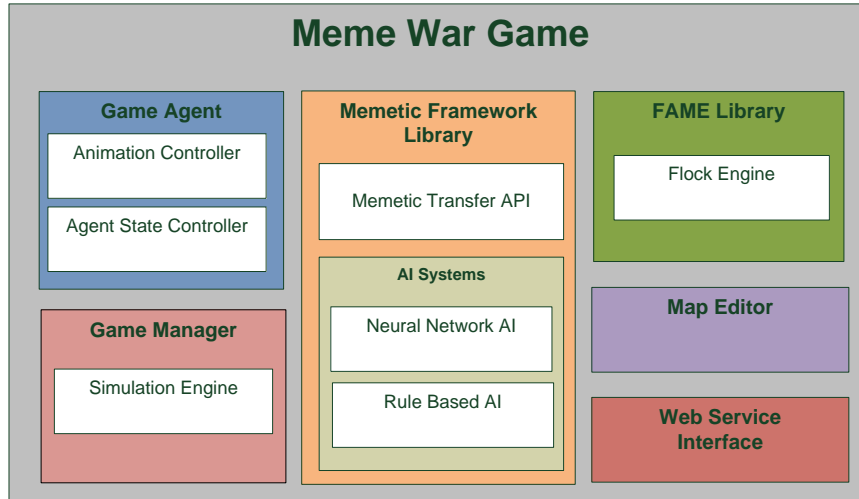 Meme War Game
Game Agent
Animation Controller
Agent State Controller
Game Manager
Simulation Engine
Memetic Framework
Library
Memetic Transfer API
AI Systems
Neural Network AI
Rule Based AI
FAME Library
Flock Engine
Map Editor
Web Service
Interface